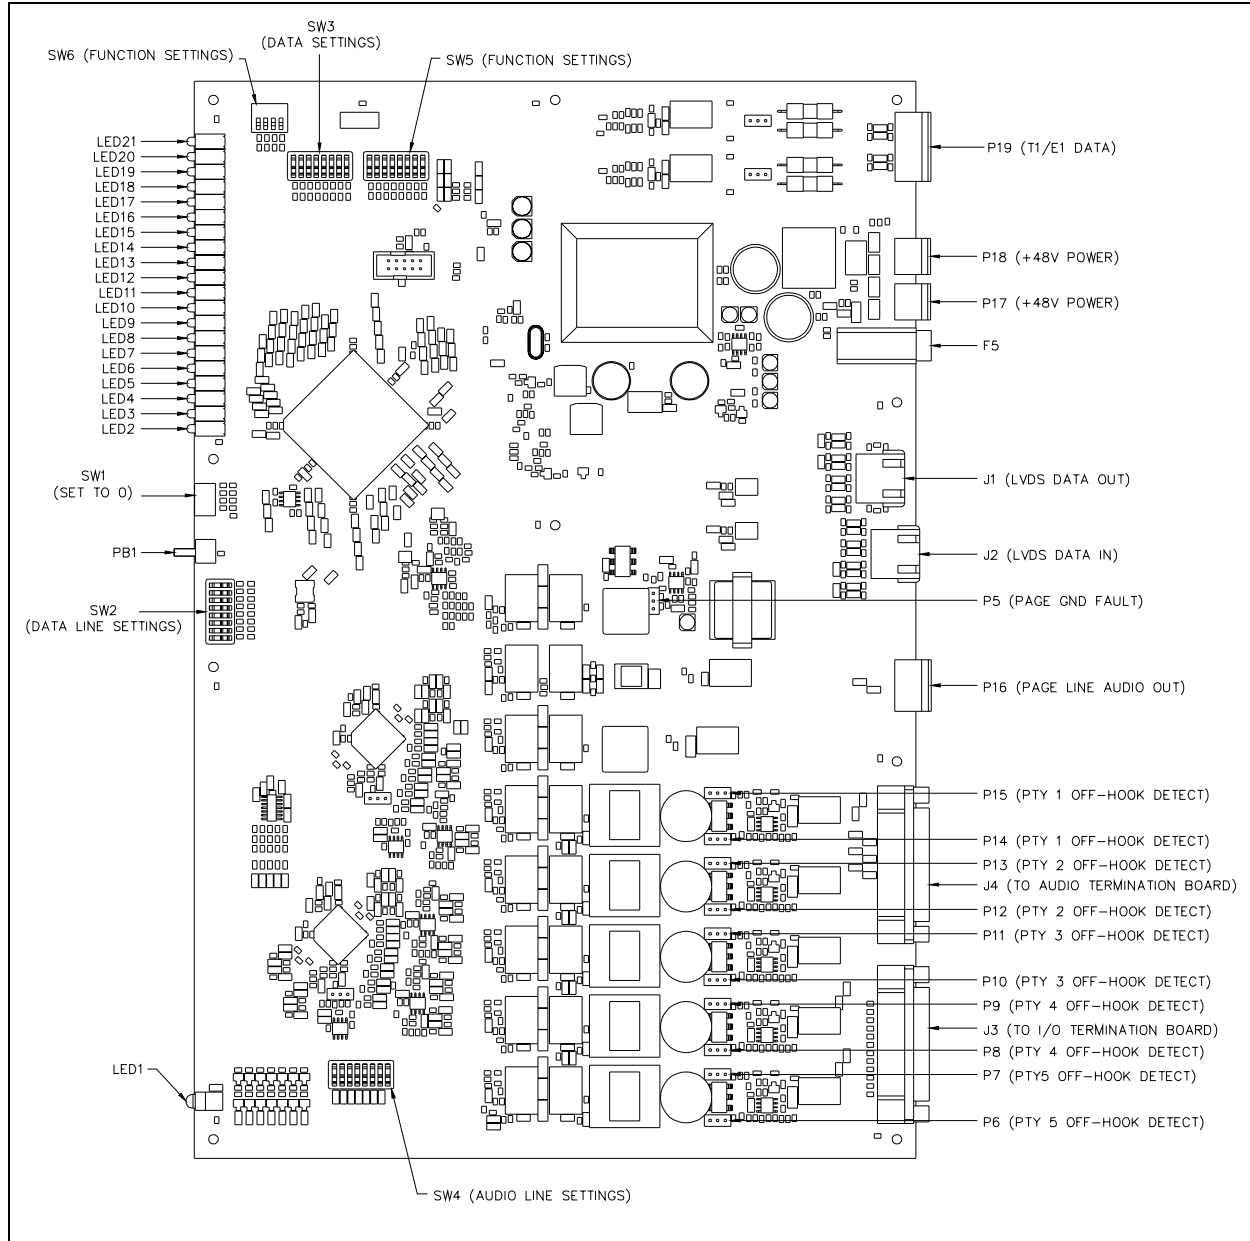 SW3
(DATA SETTINGS)
SW6 (FUNCTION SETTINGS)
SW5 (FUNCTION SETTINGS)
LED21
LED20
LED19
LED18
LED17
LED16
LED15
LED14
LED13
LED12
LED11
LED10
LED9
LED8
LED7
LED6
LED5
LED4
LED3
LED2
SW1
(SET TO 0)
PB1
SW2
(DATA LINE SETTINGS)
LED1
SW4 (AUDIO LINE SETTINGS)
P19 (T1/E1 DATA)
P18 (+48V POWER)
P17 (+48V POWER)
F5
J1 (LVDS DATA OUT)
J2 (LVDS DATA IN)
P5 (PAGE GND FAULT)
P16 (PAGE LINE AUDIO OUT)
P15 (PTY 1 OFF-HOOK DETECT)
P14 (PTY 1 OFF-HOOK DETECT)
P13 (PTY 2 OFF-HOOK DETECT)
J4 (TO AUDIO TERMINATION BOARD)
P12 (PTY 2 OFF-HOOK DETECT)
P11 (PTY 3 OFF-HOOK DETECT)
P10 (PTY 3 OFF-HOOK DETECT)
P9 (PTY 4 OFF-HOOK DETECT)
J3 (TO I/O TERMINATION BOARD)
P8 (PTY 4 OFF-HOOK DETECT)
P7 (PTY5 OFF-HOOK DETECT)
P6 (PTY 5 OFF-HOOK DETECT)